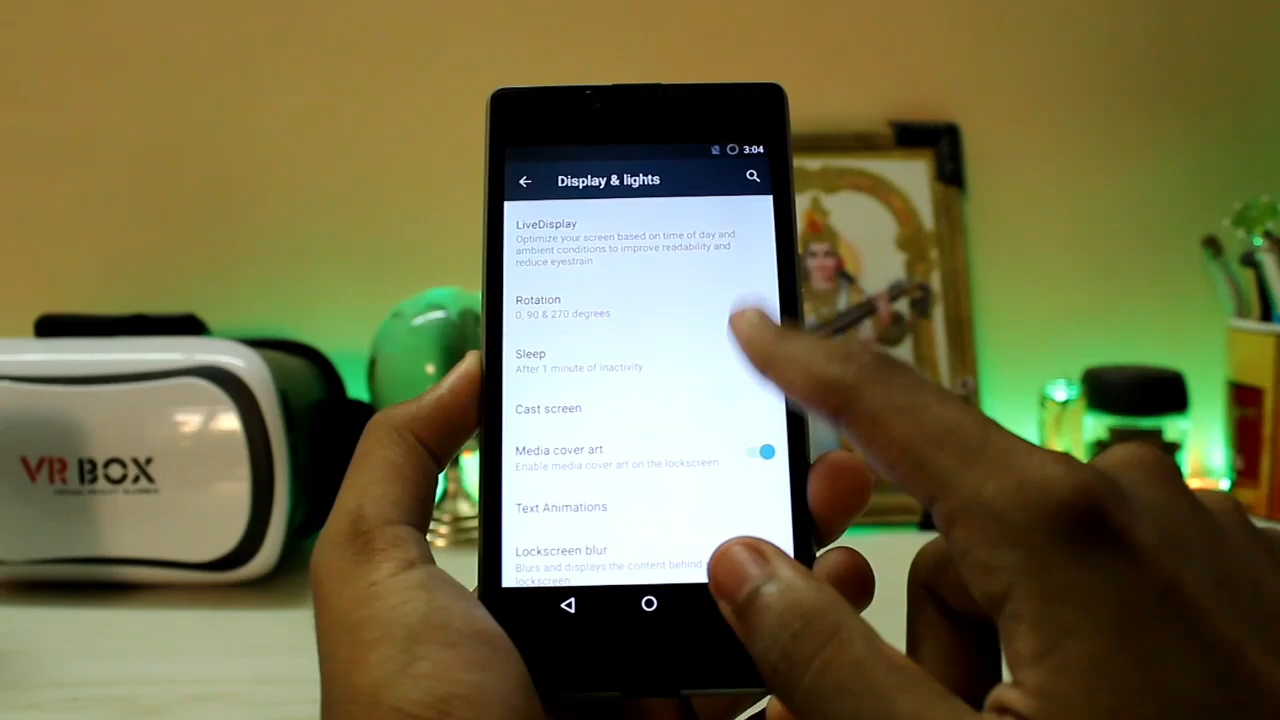 3:04
Display & lights
LiveDisplay
Optimize your screen based on time of day and
ambient conditions to improve readability and
reduce eyestrain
Rotation
0, 90 & 270 degrees
Sleep
After 1 minute of inactivity
Cast screen
Media cover art
Enable media cover art on the lockscreen
Text Animations
Lockscreen blur
Blurs and displays the content behind
lockscreen
VR BOX